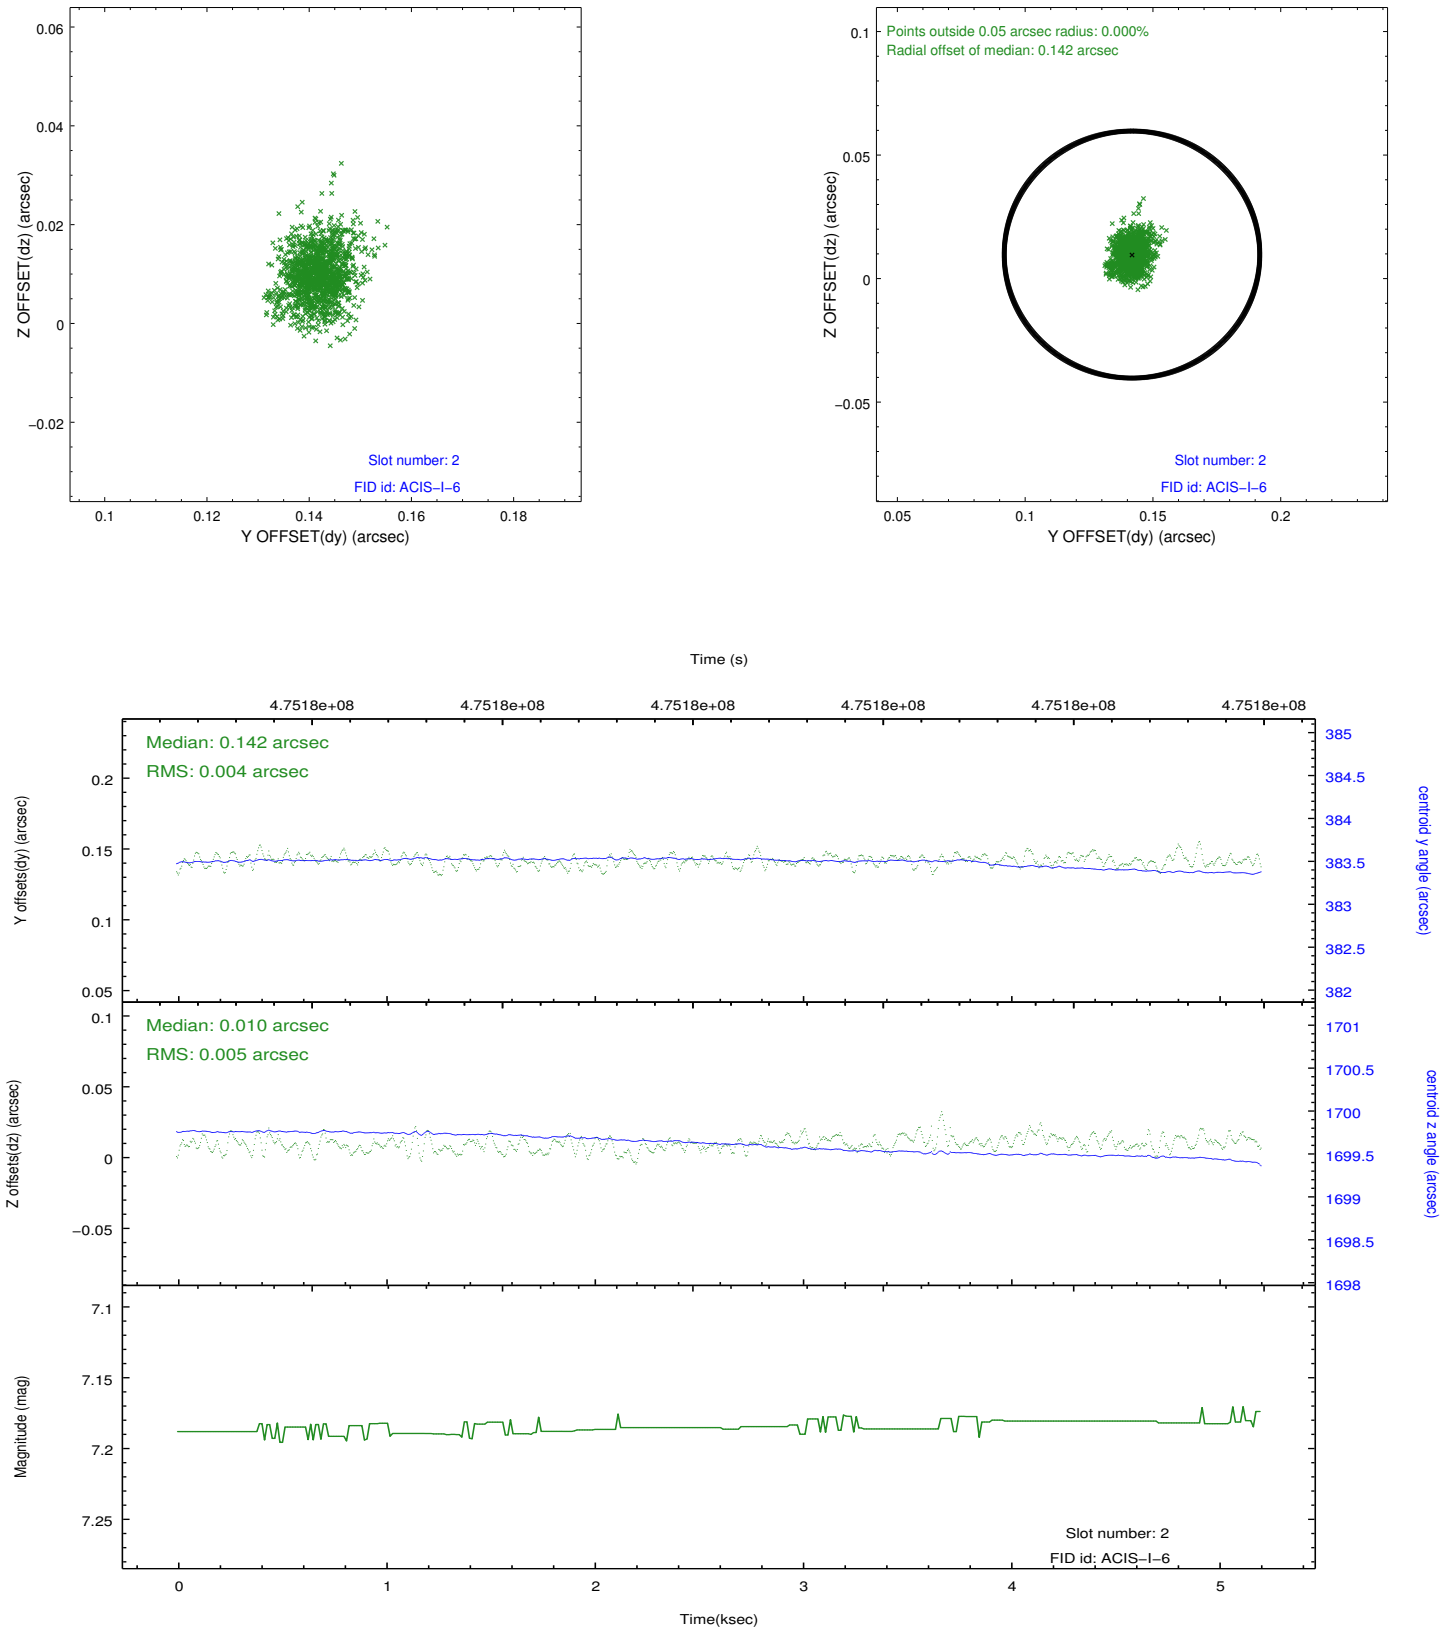 0.06
0.04
0.02
0
−0.02
Z OFFSET(dz) (arcsec)
Slot number: 2
FID id: ACIS−I−6
0.1 0.12 0.14 0.16 0.18
Y OFFSET(dy) (arcsec)
Points outside 0.05 arcsec radius: 0.000%
Radial offset of median: 0.142 arcsec
0.1
0.05
0
−0.05
Z OFFSET(dz) (arcsec)
Slot number: 2
FID id: ACIS−I−6
0.05 0.1 0.15 0.2
Y OFFSET(dy) (arcsec)
Time (s)
4.7518e+08 4.7518e+08 4.7518e+08 4.7518e+08 4.7518e+08 4.7518e+08
Median: 0.142 arcsec
RMS: 0.004 arcsec
0.2
0.15
0.1
0.05
Y offsets(dy) (arcsec)
385
384.5
384
383.5
383
382.5
382
centroid y angle (arcsec)
Median: 0.010 arcsec
RMS: 0.005 arcsec
0.1
0.05
0
−0.05
Z offsets(dz) (arcsec)
1701
1700.5
1700
1699.5
1699
1698.5
1698
centroid z angle (arcsec)
7.1
7.15
7.2
7.25
Magnitude (mag)
Slot number: 2
FID id: ACIS−I−6
0 1 2 3 4 5
Time(ksec)